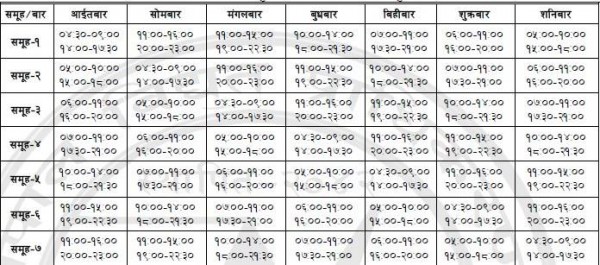 समूह/बार आईतबार सोमबार मंगलबार बुधबार बिहीबार शुक्रबार शनिबार
समूह-१ ०४.३०-०९.०० ११.००-१६.०० ११.००-१५.०० १०.००-१४.०० ०७.००-११.०० ०६.००-११.०० ०५.००-१०.००
१४.००-१७.३० २०.००-२३.०० १९.००-२२.३० १८.००-२१.३० १७.३०-२१.०० १६.००-२०.०० १५.००-१८.००
समूह-२ ०५.००-१०.०० ०४.३०-०९.०० ११.००-१६.०० ११.००-१५.०० १०.००-१४.०० ०७.००-११.०० ०६.००-११.००
१५.००-१८.०० १४.००-१७.३० २०.००-२३.०० १९.००-२२.३० १८.००-२१.३० १७.३०-२१.०० १६.००-२०.००
समूह-३ ०६.००-११.०० ०५.००-१०.०० ०४.३०-०९.०० ११.००-१६.०० ११.००-१५.०० १०.००-१४.०० ०७.००-११.००
१६.००-२०.०० १५.००-१८.०० १४.००-१७.३० २०.००-२३.०० १९.००-२२.३० १८.००-२१.३० १७.३०-२१.००
समूह-४ ०७.००-११.०० ०६.००-११.०० ०५.००-१०.०० ०४.३०-०९.०० ११.००-१६.०० ११.००-१५.०० १०.००-१४.००
१७.३०-२१.०० १६.००-२०.०० १५.००-१८.०० १४.००-१७.३० २०.००-२३.०० १९.००-२२.३० १८.००-२१.३०
समूह-५ १०.००-१४.०० ०७.००-११.०० ०६.००-११.०० ०५.००-१०.०० ०४.३०-०९.०० ११.००-१६.०० ११.००-१५.००
१८.००-२१.३० १७.३०-२१.०० १६.००-२०.०० १५.००-१८.०० १४.००-१७.३० २०.००-२३.०० १९.००-२२.३०
समूह-६ ११.००-१५.०० १०.००-१४.०० ०७.००-११.०० ०६.००-११.०० ०५.००-१०.०० ०४.३०-०९.०० ११.००-१६.००
१९.००-२२.३० १८.००-२१.३० १७.३०-२१.०० १६.००-२०.०० १५.००-१८.०० १४.००-१७.३० २०.००-२३.००
समूह-७ ११.००-१६.०० ११.००-१५.०० १०.००-१४.०० ०७.००-११.०० ०६.००-११.०० ०५.००-१०.०० ०४.३०-०९.००
२०.००-२३.०० १९.००-२२.३० १८.००-२१.३० १७.३०-२१.०० १६.००-२०.०० १५.००-१८.०० १४.००-१७.३०